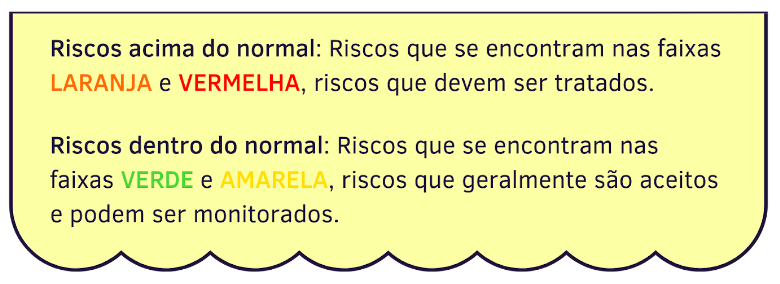 Riscos acima do normal: Riscos que se encontram nas faixas
LARANJA e VERMELHA, riscos que devem ser tratados.
Riscos dentro do normal: Riscos que se encontram nas
faixas VERDE e AMARELA, riscos que geralmente são aceitos
e podem ser monitorados.